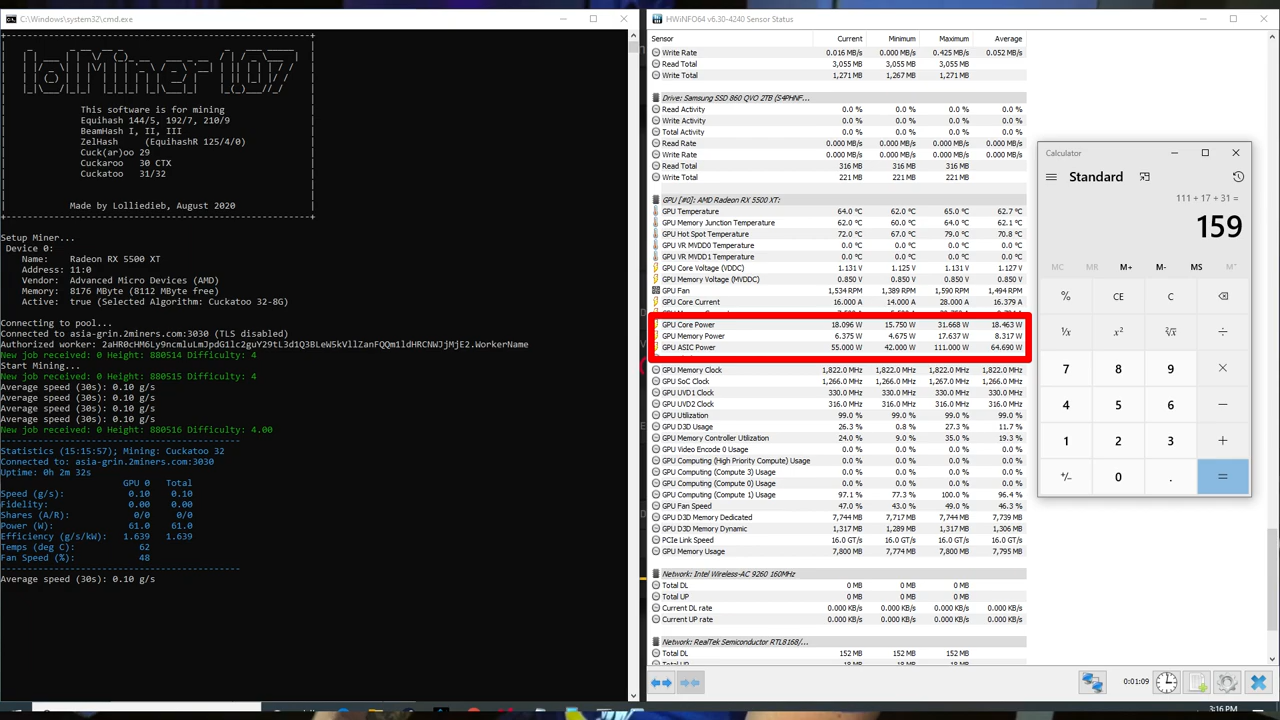 C:\Windows\system32\cmd.exe
lolMiner 1.07
This software is for mining
Equihash 144/5, 192/7, 210/9
BeamHash I, II, III
ZelHash (EquihashR 125/4/0)
Cuck(ar)oo 29
Cuckaroo 30 CTX
Cuckatoo 31/32
Made by Lolliedieb, August 2020
Setup Miner...
Device 0:
Name: Radeon RX 5500 XT
Address: 11:0
Vendor: Advanced Micro Devices (AMD)
Memory: 8176 MByte (8112 MByte free)
Active: true (Selected Algorithm: Cuckatoo 32-8G)
Connecting to pool...
Connected to asia-grin.2miners.com:3030 (TLS disabled)
Authorized worker: .WorkerName
New job received: 0 Height: 880514 Difficulty: 4
Start Mining...
New job received: 0 Height: 880515 Difficulty: 4
Average speed (30s): 0.10 g/s
Average speed (30s): 0.10 g/s
Average speed (30s): 0.10 g/s
Average speed (30s): 0.10 g/s
New job received: 0 Height: 880516 Difficulty: 4.00
Statistics (15:15:57); Mining: Cuckatoo 32
Connected to: asia-grin.2miners.com:3030
Uptime: 0h 2m 32s
GPU 0 Total
Speed (g/s): 0.10 0.10
Fidelity: 0.00 0.00
Shares (A/R): 0/0 0/0
Power (W): 61.0 61.0
Efficiency (g/s/kW): 1.639 1.639
Temps (deg C): 62
Fan Speed (%): 48
Average speed (30s): 0.10 g/s
HWiNFO64 v6.30-4240 Sensor Status
Sensor Current Minimum Maximum Average
Write Rate 0.016 MB/s 0.000 MB/s 0.425 MB/s 0.052 MB/s
Read Total 3,055 MB 3,055 MB 3,055 MB
Write Total 1,271 MB 1,267 MB 1,271 MB
Drive: Samsung SSD 860 QVO 2TB (S4PHNF...
Read Activity 0.0 % 0.0 % 0.0 % 0.0 %
Write Activity 0.0 % 0.0 % 0.0 % 0.0 %
Total Activity 0.0 % 0.0 % 0.0 % 0.0 %
Read Rate 0.000 MB/s 0.000 MB/s 0.000 MB/s 0.000 MB/s
Write Rate 0.000 MB/s 0.000 MB/s 0.000 MB/s 0.000 MB/s
Read Total 316 MB 316 MB 316 MB
Write Total 221 MB 221 MB 221 MB
GPU [#0]: AMD Radeon RX 5500 XT:
GPU Temperature 64.0 °C 62.0 °C 65.0 °C 62.7 °C
GPU Memory Junction Temperature 62.0 °C 60.0 °C 64.0 °C 62.1 °C
GPU Hot Spot Temperature 72.0 °C 67.0 °C 79.0 °C 70.8 °C
GPU VR MVDD0 Temperature 0.0 °C 0.0 °C 0.0 °C 0.0 °C
GPU VR MVDD1 Temperature 0.0 °C 0.0 °C 0.0 °C 0.0 °C
GPU Core Voltage (VDDC) 1.131 V 1.125 V 1.131 V 1.127 V
GPU Memory Voltage (MVDDC) 0.850 V 0.850 V 0.850 V 0.850 V
GPU Fan 1,534 RPM 1,389 RPM 1,590 RPM 1,494 RPM
GPU Core Current 16.000 A 14.000 A 28.000 A 16.379 A
GPU Core Power 18.096 W 15.750 W 31.668 W 18.463 W
GPU Memory Power 6.375 W 4.675 W 17.637 W 8.317 W
GPU ASIC Power 55.000 W 42.000 W 111.000 W 64.690 W
GPU Memory Clock 1,822.0 MHz 1,822.0 MHz 1,822.0 MHz 1,822.0 MHz
GPU SoC Clock 1,266.0 MHz 1,266.0 MHz 1,267.0 MHz 1,266.0 MHz
GPU UVD1 Clock 330.0 MHz 330.0 MHz 330.0 MHz 330.0 MHz
GPU UVD2 Clock 316.0 MHz 316.0 MHz 316.0 MHz 316.0 MHz
GPU Utilization 99.0 % 99.0 % 99.0 % 99.0 %
GPU D3D Usage 26.3 % 0.8 % 27.3 % 11.7 %
GPU Memory Controller Utilization 24.0 % 9.0 % 35.0 % 19.3 %
GPU Video Encode 0 Usage 0.0 % 0.0 % 0.0 % 0.0 %
GPU Computing (High Priority Compute) Usage 0.0 % 0.0 % 0.0 % 0.0 %
GPU Computing (Compute 3) Usage 0.0 % 0.0 % 0.0 % 0.0 %
GPU Computing (Compute 0) Usage 0.0 % 0.0 % 0.0 % 0.0 %
GPU Computing (Compute 1) Usage 97.1 % 77.3 % 100.0 % 96.4 %
GPU Fan Speed 47.0 % 43.0 % 49.0 % 46.3 %
GPU D3D Memory Dedicated 7,744 MB 7,717 MB 7,744 MB 7,739 MB
GPU D3D Memory Dynamic 1,317 MB 1,289 MB 1,317 MB 1,306 MB
PCIe Link Speed 16.0 GT/s 16.0 GT/s 16.0 GT/s 16.0 GT/s
GPU Memory Usage 7,800 MB 7,774 MB 7,800 MB 7,795 MB
Network: Intel Wireless-AC 9260 160MHz
Total DL 0 MB 0 MB 0 MB
Total UP 0 MB 0 MB 0 MB
Current DL rate 0.000 KB/s 0.000 KB/s 0.000 KB/s 0.000 KB/s
Current UP rate 0.000 KB/s 0.000 KB/s 0.000 KB/s 0.000 KB/s
Network: RealTek Semiconductor RTL8168/...
Total DL 152 MB 152 MB 152 MB
0:01:09
Calculator
Standard
111 + 17 + 31 =
159
MC MR M+ M- MS M˅
% CE C
¹/x x² ²√x ÷
7 8 9 ×
4 5 6 −
1 2 3 +
+/− 0 . =
3:16 PM